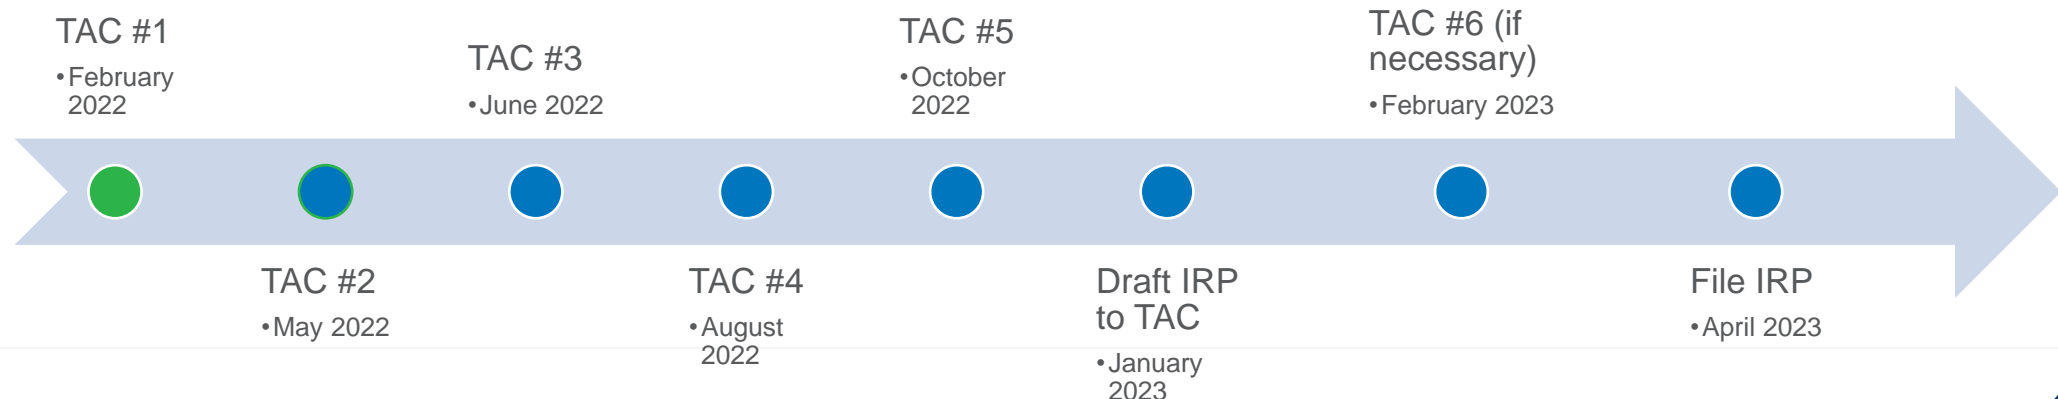 TAC #1
•February
2022
TAC #2
•May 2022
TAC #3
•June 2022
TAC #4
•August
2022
TAC #5
•October
2022
Draft IRP
to TAC
•January
2023
TAC #6 (if
necessary)
•February 2023
File IRP
•April 2023